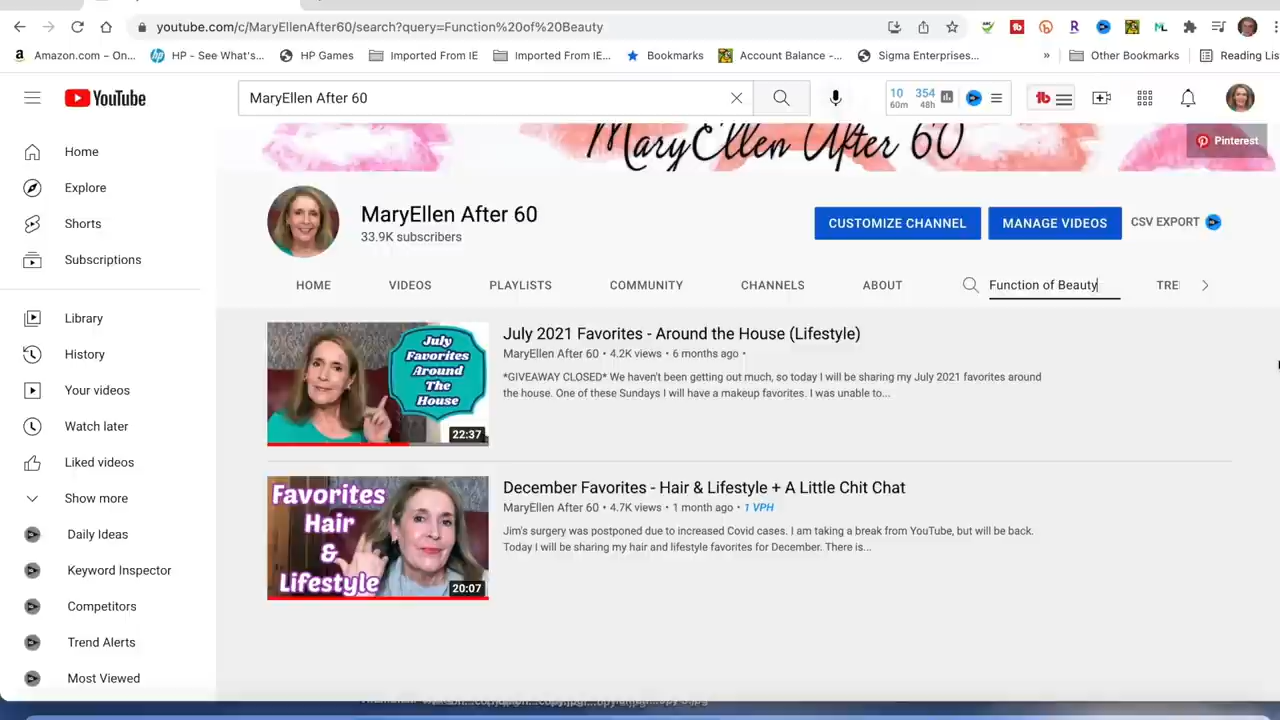 youtube.com/c/MaryEllenAfter60/search?query=Function%20of%20Beauty
Amazon.com – On... HP - See What's... HP Games Imported From IE Imported From IE... Bookmarks Account Balance -... Sigma Enterprises... » Other Bookmarks Reading Lis
YouTube
MaryEllen After 60
10 60m 354 48h
MaryEllen After 60
Pinterest
Home
Explore
Shorts
Subscriptions
Library
History
Your videos
Watch later
Liked videos
Show more
Daily Ideas
Keyword Inspector
Competitors
Trend Alerts
Most Viewed
MaryEllen After 60
33.9K subscribers
CUSTOMIZE CHANNEL
MANAGE VIDEOS
CSV EXPORT
HOME VIDEOS PLAYLISTS COMMUNITY CHANNELS ABOUT Function of Beauty TRE
July
Favorites
Around
The
House
22:37
July 2021 Favorites - Around the House (Lifestyle)
MaryEllen After 60 • 4.2K views • 6 months ago •
*GIVEAWAY CLOSED* We haven't been getting out much, so today I will be sharing my July 2021 favorites around
the house. One of these Sundays I will have a makeup favorites. I was unable to...
Favorites
Hair
&
Lifestyle
20:07
December Favorites - Hair & Lifestyle + A Little Chit Chat
MaryEllen After 60 • 4.7K views • 1 month ago • 1 VPH
Jim's surgery was postponed due to increased Covid cases. I am taking a break from YouTube, but will be back.
Today I will be sharing my hair and lifestyle favorites for December. There is...